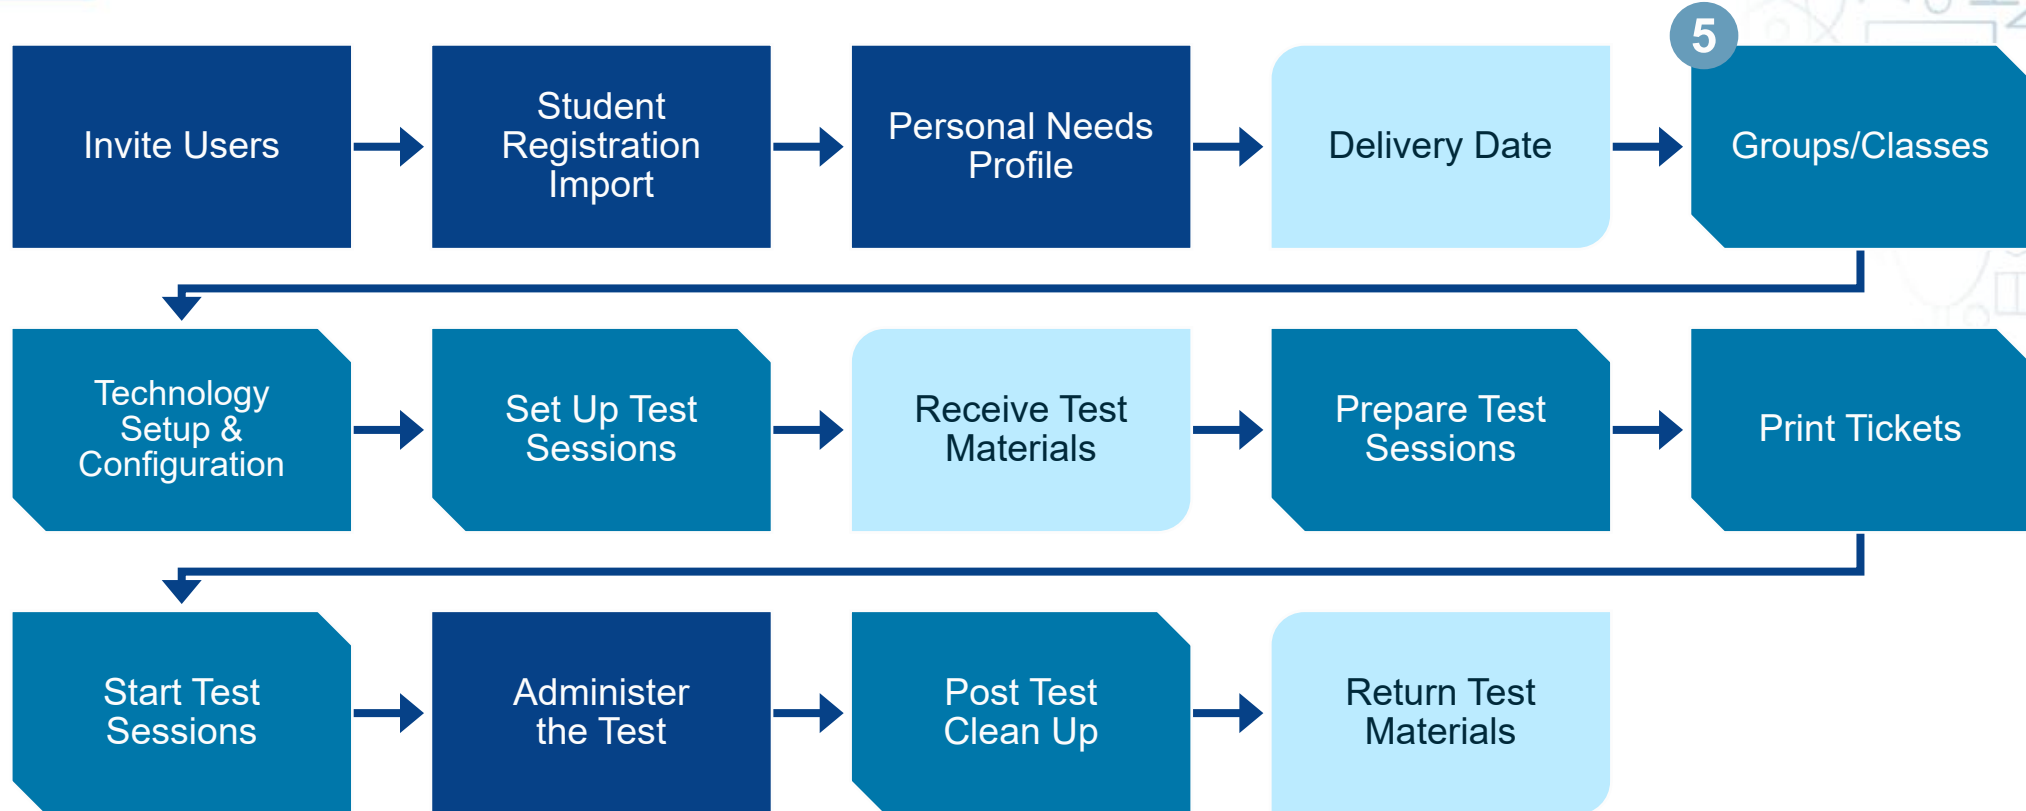 5
Invite Users
Student
Registration
Import
Personal Needs
Profile
Delivery Date
Groups/Classes
Technology
Setup &
Configuration
Set Up Test
Sessions
Receive Test
Materials
Prepare Test
Sessions
Print Tickets
Start Test
Sessions
Administer
the Test
Post Test
Clean Up
Return Test
Materials